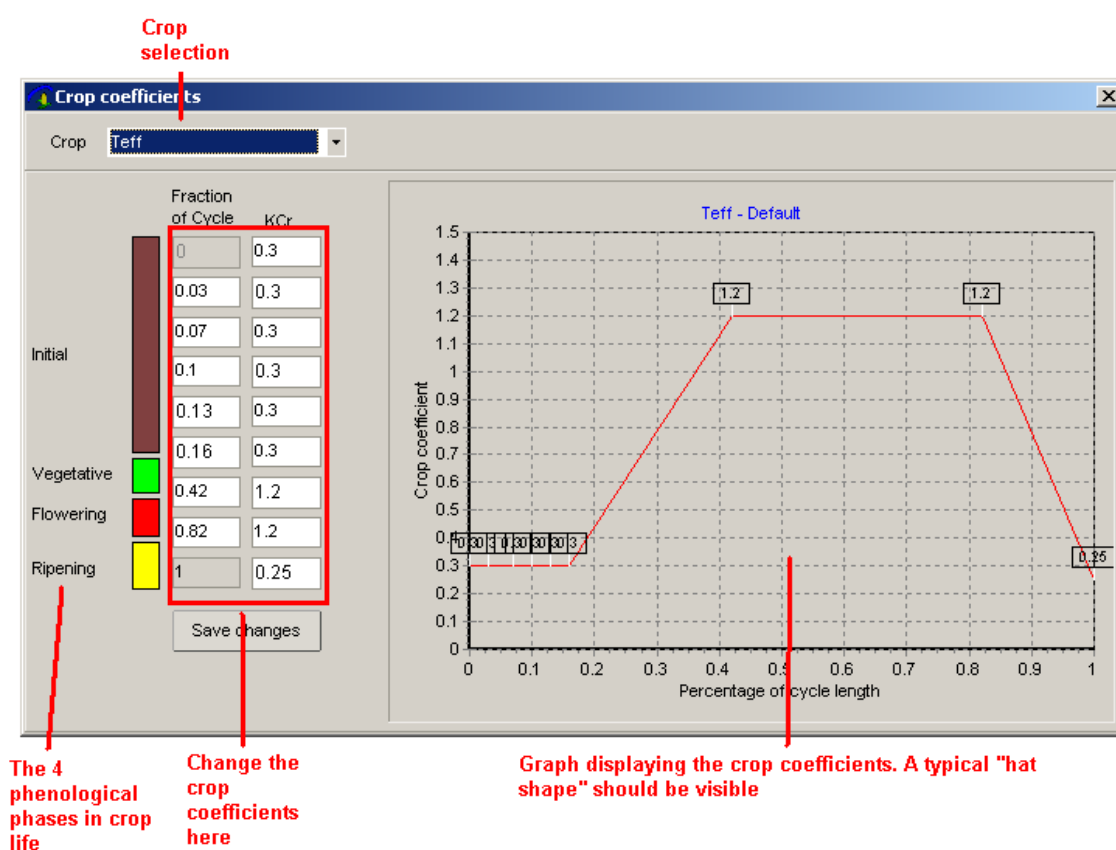 Crop
selection
Crop coefficients
Crop Teff
Fraction
of Cycle KCr
0 0.3
0.03 0.3
0.07 0.3
Initial
0.1 0.3
0.13 0.3
0.16 0.3
Vegetative
0.42 1.2
Flowering
0.82 1.2
Ripening
1 0.25
Save changes
Teff - Default
1.5
1.4
1.3
1.2
1.1
1
0.9
0.8
0.7
0.6
0.5
0.4
0.3
0.2
0.1
0
Crop coefficient
1.2 1.2
0.25
0 0.1 0.2 0.3 0.4 0.5 0.6 0.7 0.8 0.9 1
Percentage of cycle length
The 4
phenological
phases in crop
life
Change the
crop
coefficients
here
Graph displaying the crop coefficients. A typical "hat
shape" should be visible